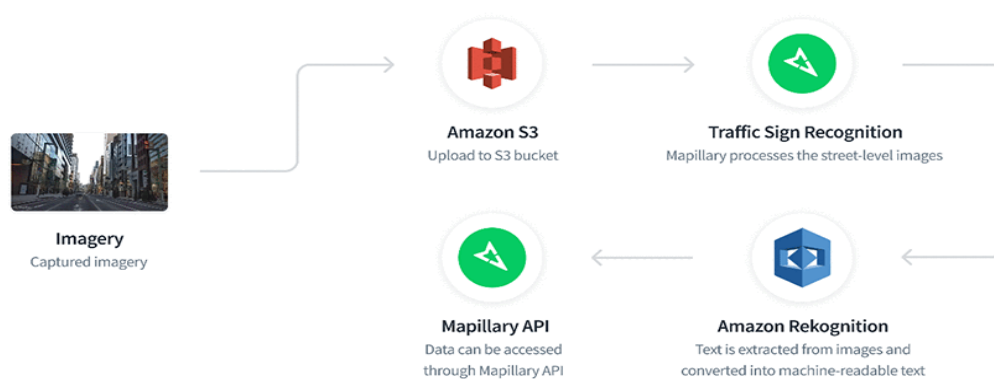 Amazon S3
Upload to S3 bucket
Traffic Sign Recognition
Mapillary processes the street-level images
Imagery
Captured imagery
Mapillary API
Data can be accessed
through Mapillary API
Amazon Rekognition
Text is extracted from images and
converted into machine-readable text